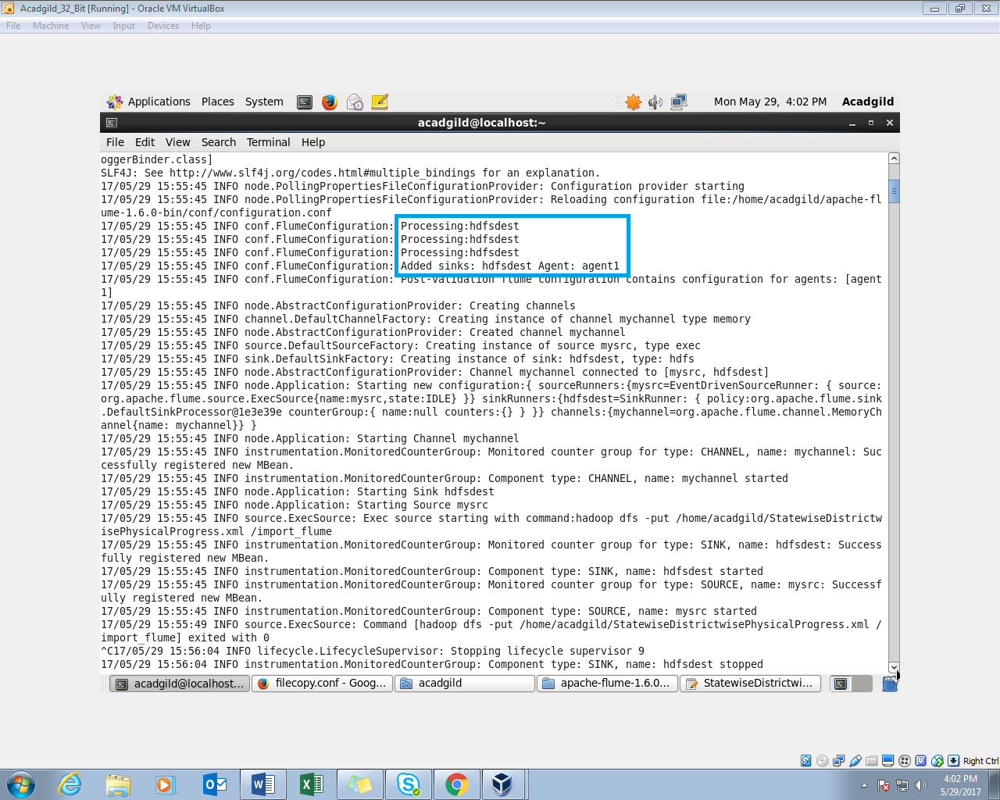 Acadgild_32_Bit [Running] - Oracle VM VirtualBox
File Machine View Input Devices Help
Applications Places System Mon May 29, 4:02 PM Acadgild
acadgild@localhost:~
File Edit View Search Terminal Help
oggerBinder.class]
SLF4J: See http://www.slf4j.org/codes.html#multiple_bindings for an explanation.
17/05/29 15:55:45 INFO node.PollingPropertiesFileConfigurationProvider: Configuration provider starting
17/05/29 15:55:45 INFO node.PollingPropertiesFileConfigurationProvider: Reloading configuration file:/home/acadgild/apache-fl
ume-1.6.0-bin/conf/configuration.conf
17/05/29 15:55:45 INFO conf.FlumeConfiguration: Processing:hdfsdest
17/05/29 15:55:45 INFO conf.FlumeConfiguration: Processing:hdfsdest
17/05/29 15:55:45 INFO conf.FlumeConfiguration: Processing:hdfsdest
17/05/29 15:55:45 INFO conf.FlumeConfiguration: Added sinks: hdfsdest Agent: agent1
17/05/29 15:55:45 INFO conf.FlumeConfiguration: Post-validation flume configuration contains configuration for agents: [agent
1]
17/05/29 15:55:45 INFO node.AbstractConfigurationProvider: Creating channels
17/05/29 15:55:45 INFO channel.DefaultChannelFactory: Creating instance of channel mychannel type memory
17/05/29 15:55:45 INFO node.AbstractConfigurationProvider: Created channel mychannel
17/05/29 15:55:45 INFO source.DefaultSourceFactory: Creating instance of source mysrc, type exec
17/05/29 15:55:45 INFO sink.DefaultSinkFactory: Creating instance of sink: hdfsdest, type: hdfs
17/05/29 15:55:45 INFO node.AbstractConfigurationProvider: Channel mychannel connected to [mysrc, hdfsdest]
17/05/29 15:55:45 INFO node.Application: Starting new configuration:{ sourceRunners:{mysrc=EventDrivenSourceRunner: { source:
org.apache.flume.source.ExecSource{name:mysrc,state:IDLE} }} sinkRunners:{hdfsdest=SinkRunner: { policy:org.apache.flume.sink
.DefaultSinkProcessor@1e3e39e counterGroup:{ name:null counters:{} } }} channels:{mychannel=org.apache.flume.channel.MemoryCh
annel{name: mychannel}} }
17/05/29 15:55:45 INFO node.Application: Starting Channel mychannel
17/05/29 15:55:45 INFO instrumentation.MonitoredCounterGroup: Monitored counter group for type: CHANNEL, name: mychannel: Suc
cessfully registered new MBean.
17/05/29 15:55:45 INFO instrumentation.MonitoredCounterGroup: Component type: CHANNEL, name: mychannel started
17/05/29 15:55:45 INFO node.Application: Starting Sink hdfsdest
17/05/29 15:55:45 INFO node.Application: Starting Source mysrc
17/05/29 15:55:45 INFO source.ExecSource: Exec source starting with command:hadoop dfs -put /home/acadgild/StatewiseDistrictw
isePhysicalProgress.xml /import_flume
17/05/29 15:55:45 INFO instrumentation.MonitoredCounterGroup: Monitored counter group for type: SINK, name: hdfsdest: Success
fully registered new MBean.
17/05/29 15:55:45 INFO instrumentation.MonitoredCounterGroup: Component type: SINK, name: hdfsdest started
17/05/29 15:55:45 INFO instrumentation.MonitoredCounterGroup: Monitored counter group for type: SOURCE, name: mysrc: Successf
ully registered new MBean.
17/05/29 15:55:45 INFO instrumentation.MonitoredCounterGroup: Component type: SOURCE, name: mysrc started
17/05/29 15:55:49 INFO source.ExecSource: Command [hadoop dfs -put /home/acadgild/StatewiseDistrictwisePhysicalProgress.xml /
import_flume] exited with 0
^C17/05/29 15:56:04 INFO lifecycle.LifecycleSupervisor: Stopping lifecycle supervisor 9
17/05/29 15:56:04 INFO instrumentation.MonitoredCounterGroup: Component type: SINK, name: hdfsdest stopped
acadgild@localhost... filecopy.conf - Goog... acadgild apache-flume-1.6.0... StatewiseDistrictwi...
Right Ctrl
4:02 PM
5/29/2017